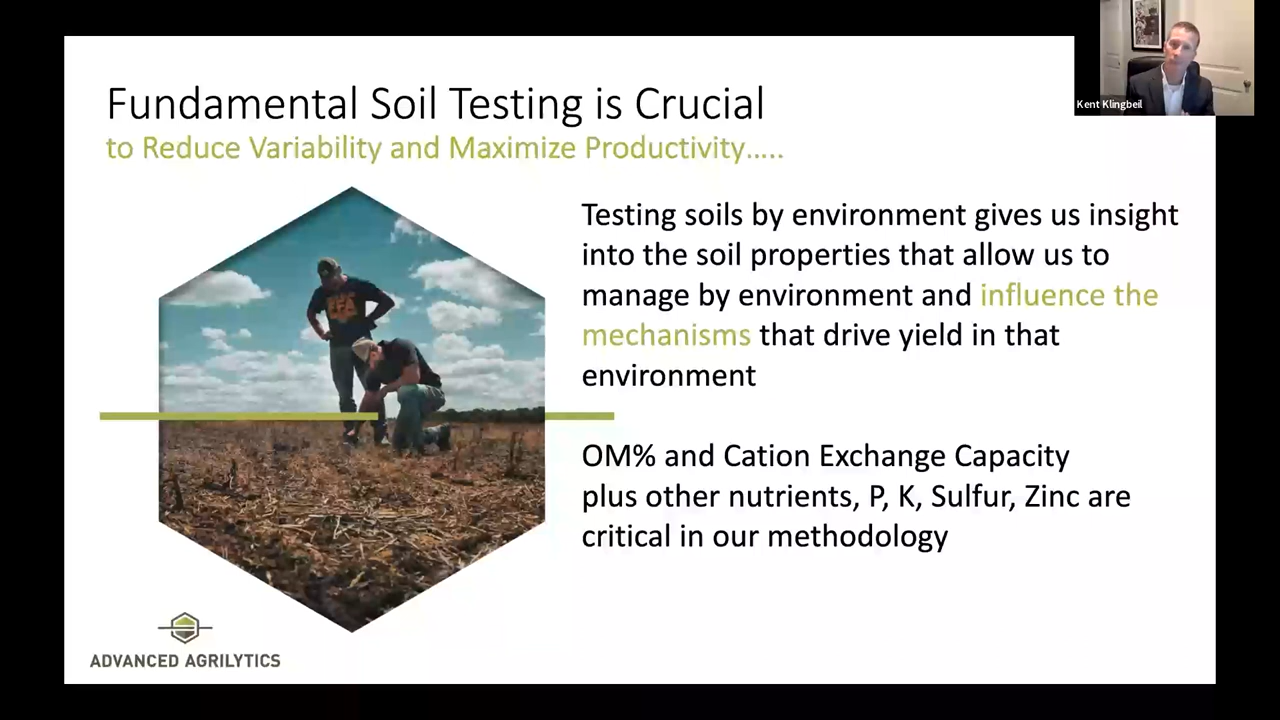 Fundamental Soil Testing is Crucial
to Reduce Variability and Maximize Productivity.....
Kent Klingbeil
Testing soils by environment gives us insight
into the soil properties that allow us to
manage by environment and influence the
mechanisms that drive yield in that
environment
OM% and Cation Exchange Capacity
plus other nutrients, P, K, Sulfur, Zinc are
critical in our methodology
ADVANCED AGRILYTICS